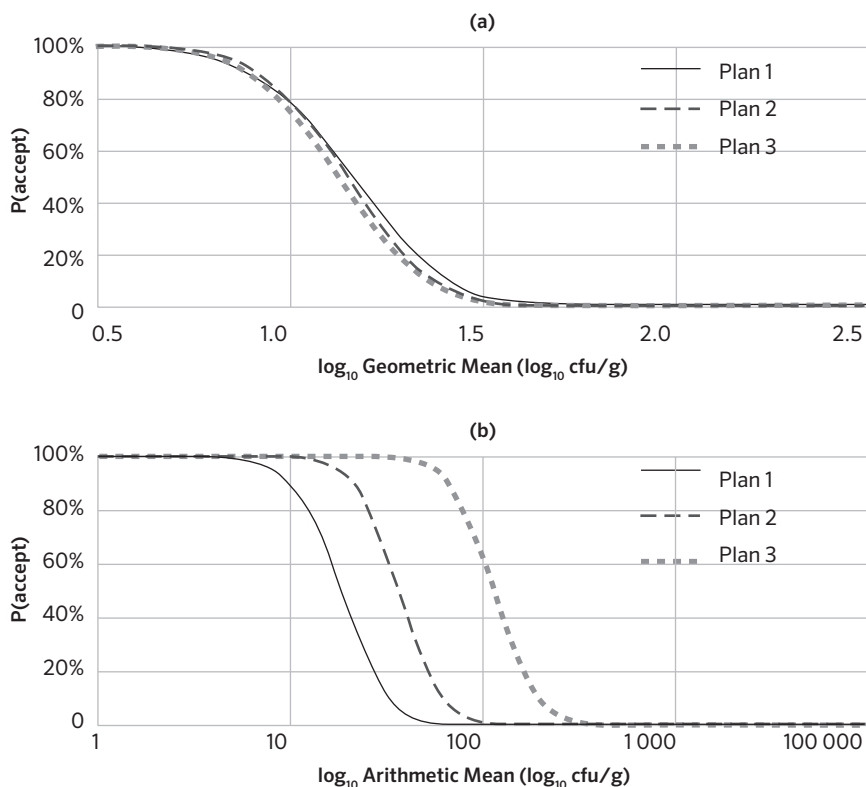 (a)
100%
80%
60%
40%
20%
0
P(accept)
Plan 1
Plan 2
Plan 3
0.5 1.0 1.5 2.0 2.5
log₁₀ Geometric Mean (log₁₀ cfu/g)
(b)
100%
80%
60%
40%
20%
0
P(accept)
Plan 1
Plan 2
Plan 3
1 10 100 1000 100 000
log₁₀ Arithmetic Mean (log₁₀ cfu/g)